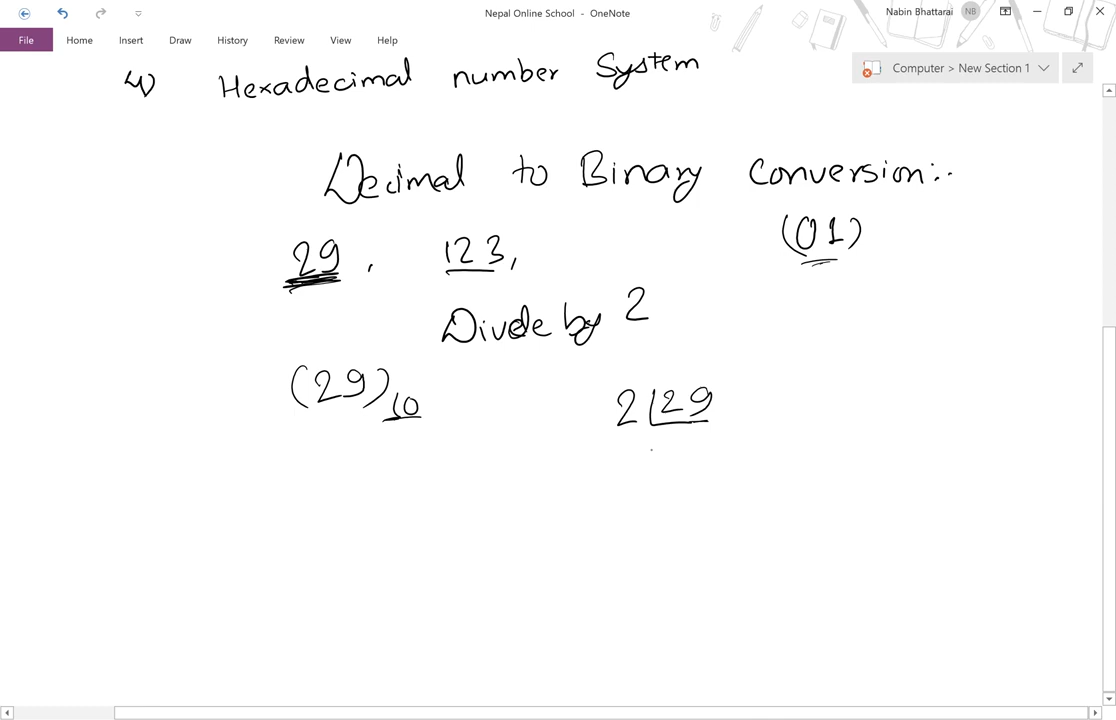 Nepal Online School - OneNote
Nabin Bhattarai NB
File Home Insert Draw History Review View Help
Computer > New Section 1
4) Hexadecimal number System
Decimal to Binary Conversion:-
29, 123, (01)
Divide by 2
(29)10 2 29